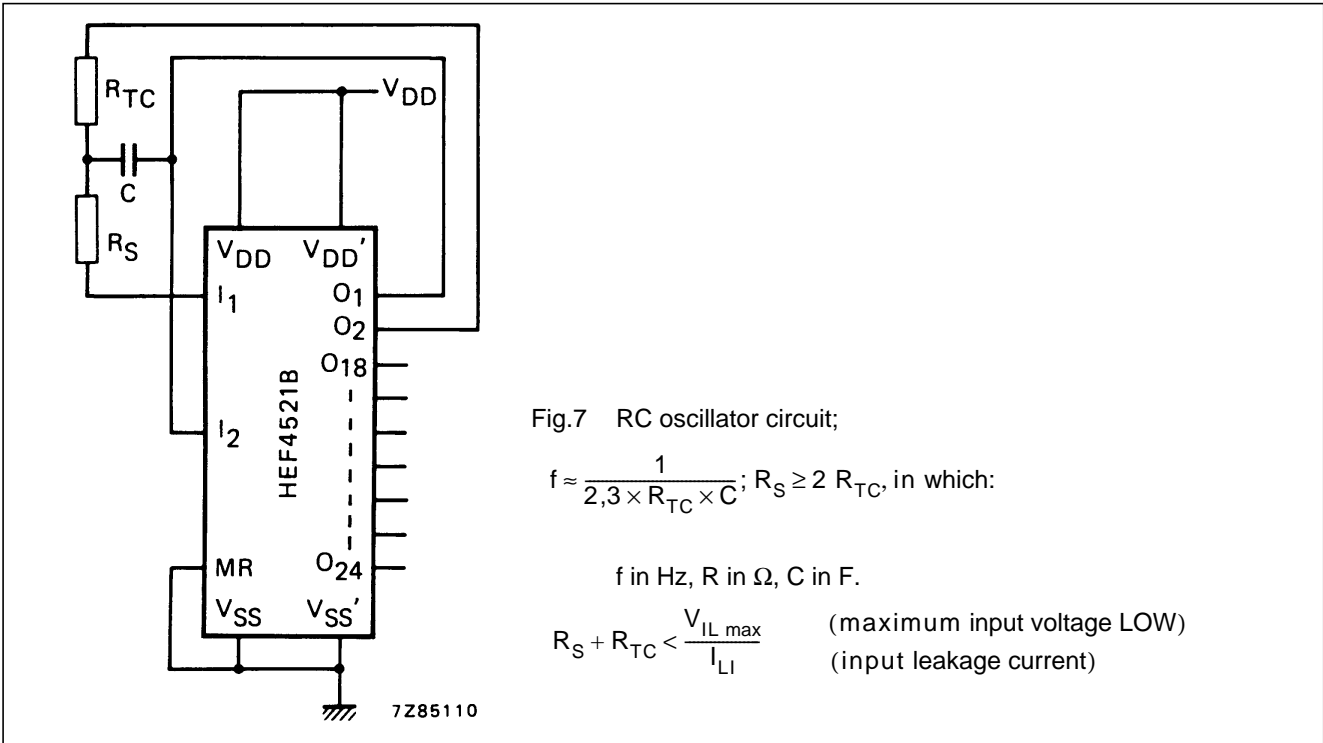 R_TC
V_DD
C
R_S
V_DD V_DD'
I_1 O_1
O_2
O_18
HEF4521B
I_2
MR O_24
V_SS V_SS'
7Z85110
Fig.7 RC oscillator circuit;
f ≈ 1 / (2,3 × R_TC × C); R_S ≥ 2 R_TC, in which:
f in Hz, R in Ω, C in F.
R_S + R_TC < V_IL max / I_LI
(maximum input voltage LOW)
(input leakage current)